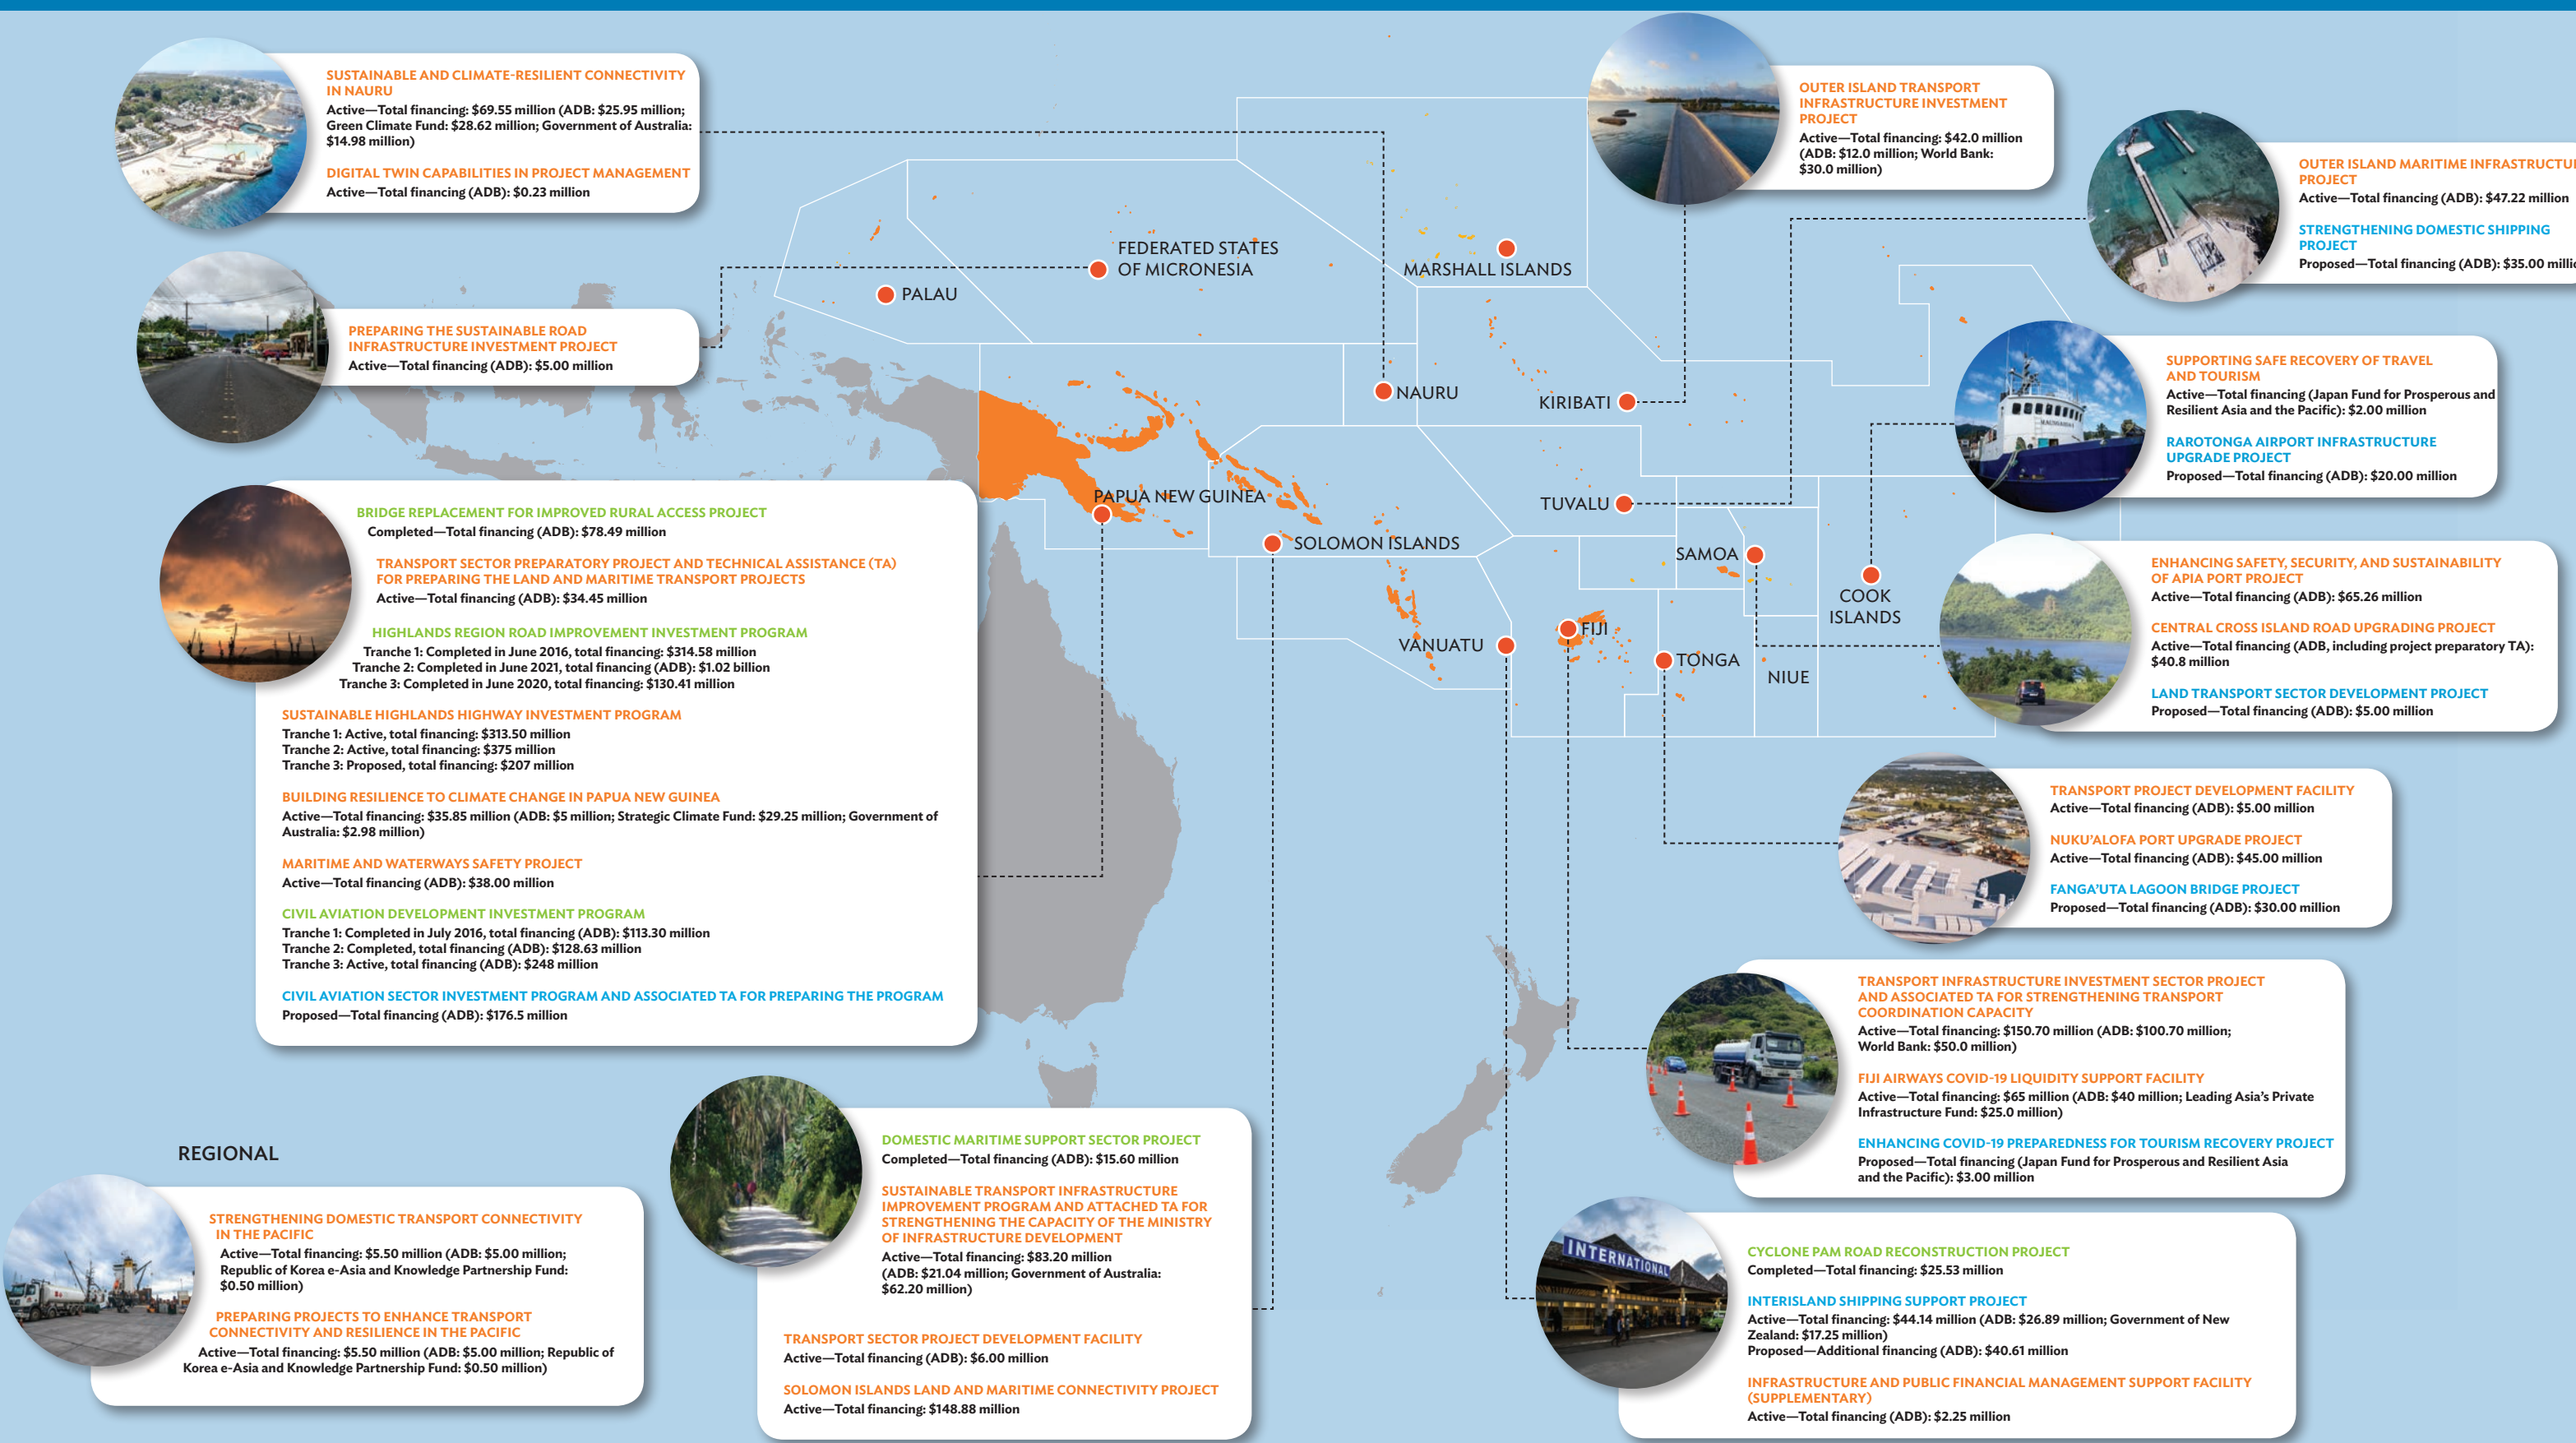 SUSTAINABLE AND CLIMATE-RESILIENT CONNECTIVITY
IN NAURU
Active—Total financing: $69.55 million (ADB: $25.95 million;
Green Climate Fund: $28.62 million; Government of Australia:
$14.98 million)
DIGITAL TWIN CAPABILITIES IN PROJECT MANAGEMENT
Active—Total financing (ADB): $0.23 million
OUTER ISLAND TRANSPORT
INFRASTRUCTURE INVESTMENT
PROJECT
Active—Total financing: $42.0 million
(ADB: $12.0 million; World Bank:
$30.0 million)
OUTER ISLAND MARITIME
PROJECT
Active—Total financing (ADB): $47.22 million
STRENGTHENING DOMESTIC SHIPPING
PROJECT
Proposed—Total financing (ADB): $35.00
PREPARING THE SUSTAINABLE ROAD
INFRASTRUCTURE INVESTMENT PROJECT
Active—Total financing (ADB): $5.00 million
FEDERATED STATES
OF MICRONESIA
PALAU
MARSHALL ISLANDS
NAURU
KIRIBATI
PAPUA NEW GUINEA
SOLOMON ISLANDS
TUVALU
SAMOA
COOK
ISLANDS
VANUATU
FIJI
TONGA
NIUE
SUPPORTING SAFE RECOVERY OF TRAVEL
AND TOURISM
Active—Total financing (Japan Fund for Prosperous and
Resilient Asia and the Pacific): $2.00 million
RAROTONGA AIRPORT INFRASTRUCTURE
UPGRADE PROJECT
Proposed—Total financing (ADB): $20.00 million
BRIDGE REPLACEMENT FOR IMPROVED RURAL ACCESS PROJECT
Completed—Total financing (ADB): $78.49 million
TRANSPORT SECTOR PREPARATORY PROJECT AND TECHNICAL ASSISTANCE (TA)
FOR PREPARING THE LAND AND MARITIME TRANSPORT PROJECTS
Active—Total financing (ADB): $34.45 million
HIGHLANDS REGION ROAD IMPROVEMENT INVESTMENT PROGRAM
Tranche 1: Completed in June 2016, total financing: $314.58 million
Tranche 2: Completed in June 2021, total financing (ADB): $1.02 billion
Tranche 3: Completed in June 2020, total financing: $130.41 million
SUSTAINABLE HIGHLANDS HIGHWAY INVESTMENT PROGRAM
Tranche 1: Active, total financing: $313.50 million
Tranche 2: Active, total financing: $375 million
Tranche 3: Proposed, total financing: $207 million
BUILDING RESILIENCE TO CLIMATE CHANGE IN PAPUA NEW GUINEA
Active—Total financing: $35.85 million (ADB: $5 million; Strategic Climate Fund: $29.25 million; Government of
Australia: $2.98 million)
MARITIME AND WATERWAYS SAFETY PROJECT
Active—Total financing (ADB): $38.00 million
CIVIL AVIATION DEVELOPMENT INVESTMENT PROGRAM
Tranche 1: Completed in July 2016, total financing (ADB): $113.30 million
Tranche 2: Completed, total financing (ADB): $128.63 million
Tranche 3: Active, total financing (ADB): $248 million
CIVIL AVIATION SECTOR INVESTMENT PROGRAM AND ASSOCIATED TA FOR PREPARING THE PROGRAM
Proposed—Total financing (ADB): $176.5 million
ENHANCING SAFETY, SECURITY, AND SUSTAINABILITY
OF APIA PORT PROJECT
Active—Total financing (ADB): $65.26 million
CENTRAL CROSS ISLAND ROAD UPGRADING PROJECT
Active—Total financing (ADB, including project preparatory TA):
$40.8 million
LAND TRANSPORT SECTOR DEVELOPMENT PROJECT
Proposed—Total financing (ADB): $5.00 million
TRANSPORT PROJECT DEVELOPMENT FACILITY
Active—Total financing (ADB): $5.00 million
NUKU’ALOFA PORT UPGRADE PROJECT
Active—Total financing (ADB): $45.00 million
FANGA’UTA LAGOON BRIDGE PROJECT
Proposed—Total financing (ADB): $30.00 million
TRANSPORT INFRASTRUCTURE INVESTMENT SECTOR PROJECT
AND ASSOCIATED TA FOR STRENGTHENING TRANSPORT
COORDINATION CAPACITY
Active—Total financing: $150.70 million (ADB: $100.70 million;
World Bank: $50.0 million)
FIJI AIRWAYS COVID-19 LIQUIDITY SUPPORT FACILITY
Active—Total financing: $65 million (ADB: $40 million; Leading Asia’s Private
Infrastructure Fund: $25.0 million)
ENHANCING COVID-19 PREPAREDNESS FOR TOURISM RECOVERY PROJECT
Proposed—Total financing (Japan Fund for Prosperous and Resilient Asia
and the Pacific): $3.00 million
REGIONAL
STRENGTHENING DOMESTIC TRANSPORT CONNECTIVITY
IN THE PACIFIC
Active—Total financing: $5.50 million (ADB: $5.00 million;
Republic of Korea e-Asia and Knowledge Partnership Fund:
$0.50 million)
PREPARING PROJECTS TO ENHANCE TRANSPORT
CONNECTIVITY AND RESILIENCE IN THE PACIFIC
Active—Total financing: $5.50 million (ADB: $5.00 million; Republic of
Korea e-Asia and Knowledge Partnership Fund: $0.50 million)
DOMESTIC MARITIME SUPPORT SECTOR PROJECT
Completed—Total financing (ADB): $15.60 million
SUSTAINABLE TRANSPORT INFRASTRUCTURE
IMPROVEMENT PROGRAM AND ATTACHED TA FOR
STRENGTHENING THE CAPACITY OF THE MINISTRY
OF INFRASTRUCTURE DEVELOPMENT
Active—Total financing: $83.20 million
(ADB: $21.04 million; Government of Australia:
$62.20 million)
TRANSPORT SECTOR PROJECT DEVELOPMENT FACILITY
Active—Total financing (ADB): $6.00 million
SOLOMON ISLANDS LAND AND MARITIME CONNECTIVITY PROJECT
Active—Total financing: $148.88 million
INTERNATIONAL
CYCLONE PAM ROAD RECONSTRUCTION PROJECT
Completed—Total financing: $25.53 million
INTERISLAND SHIPPING SUPPORT PROJECT
Active—Total financing: $44.14 million (ADB: $26.89 million; Government of New
Zealand: $17.25 million)
Proposed—Additional financing (ADB): $40.61 million
INFRASTRUCTURE AND PUBLIC FINANCIAL MANAGEMENT SUPPORT FACILITY
(SUPPLEMENTARY)
Active—Total financing (ADB): $2.25 million